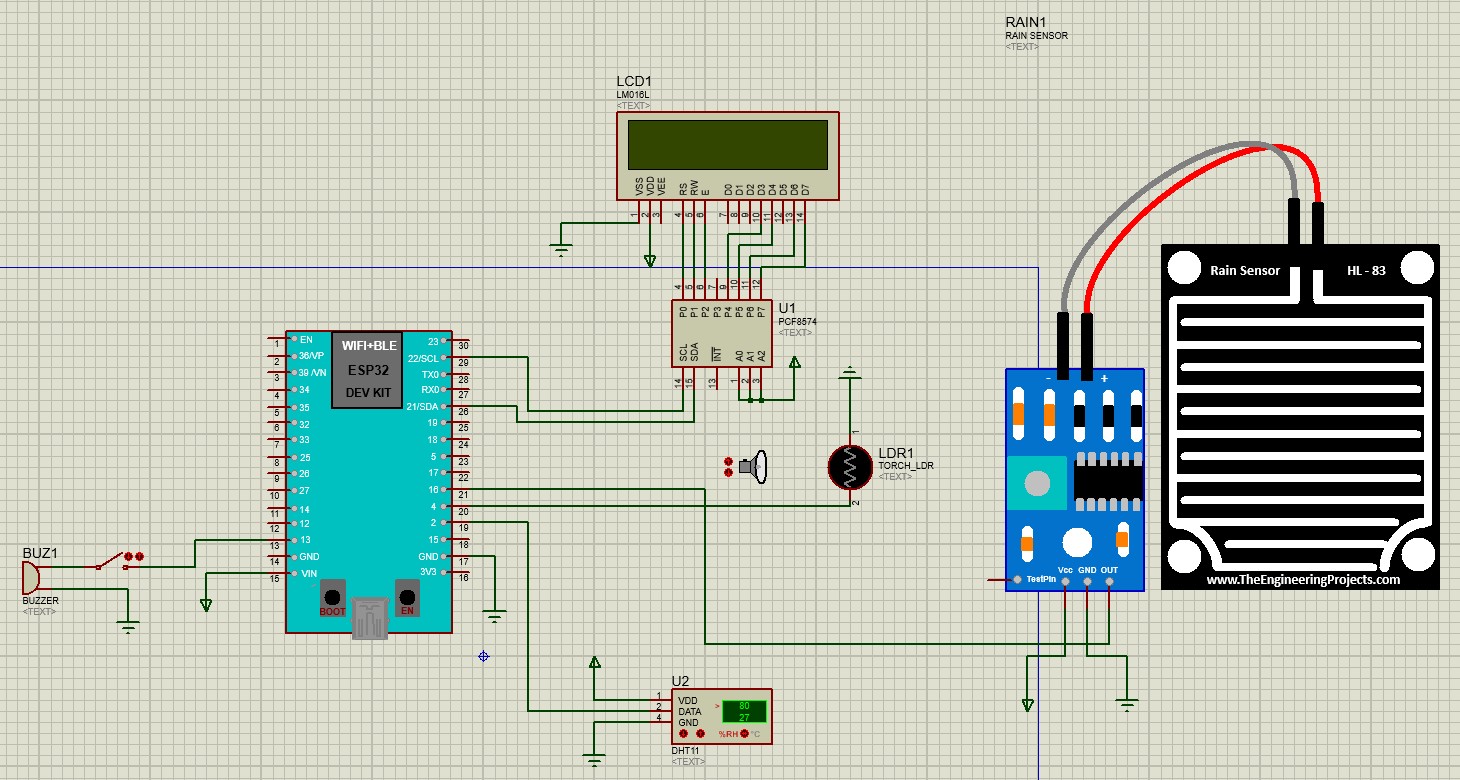 RAIN1
RAIN SENSOR
<TEXT>
LCD1
LM016L
<TEXT>
VSS
VDD
VEE
RS
RW
E
D0
D1
D2
D3
D4
D5
D6
D7
1
2
3
4
5
6
7
8
9
10
11
12
13
14
4
5
6
7
9
10
11
12
P0
P1
P2
P3
P4
P5
P6
P7
U1
PCF8574
<TEXT>
SCL
SDA
INT
A0
A1
A2
14
15
13
1
2
3
WIFI+BLE
ESP32
DEV KIT
1 EN
2 36/VP
3 39 /VN
4 34
5 35
6 32
7 33
8 25
9 26
10 27
11 14
12 12
13 13
14 GND
15 VIN
23 30
22/SCL 29
TX0 28
RX0 27
21/SDA 26
19 25
18 24
5 23
17 22
16 21
4 20
2 19
15 18
GND 17
3V3 16
BOOT
EN
BUZ1
BUZZER
<TEXT>
1
LDR1
TORCH_LDR
<TEXT>
2
- +
Vcc GND OUT
TestPin
Rain Sensor
HL - 83
www.TheEngineeringProjects.com
U2
1 VDD
2 DATA
4 GND
>
80
27
%RH
°C
DHT11
<TEXT>